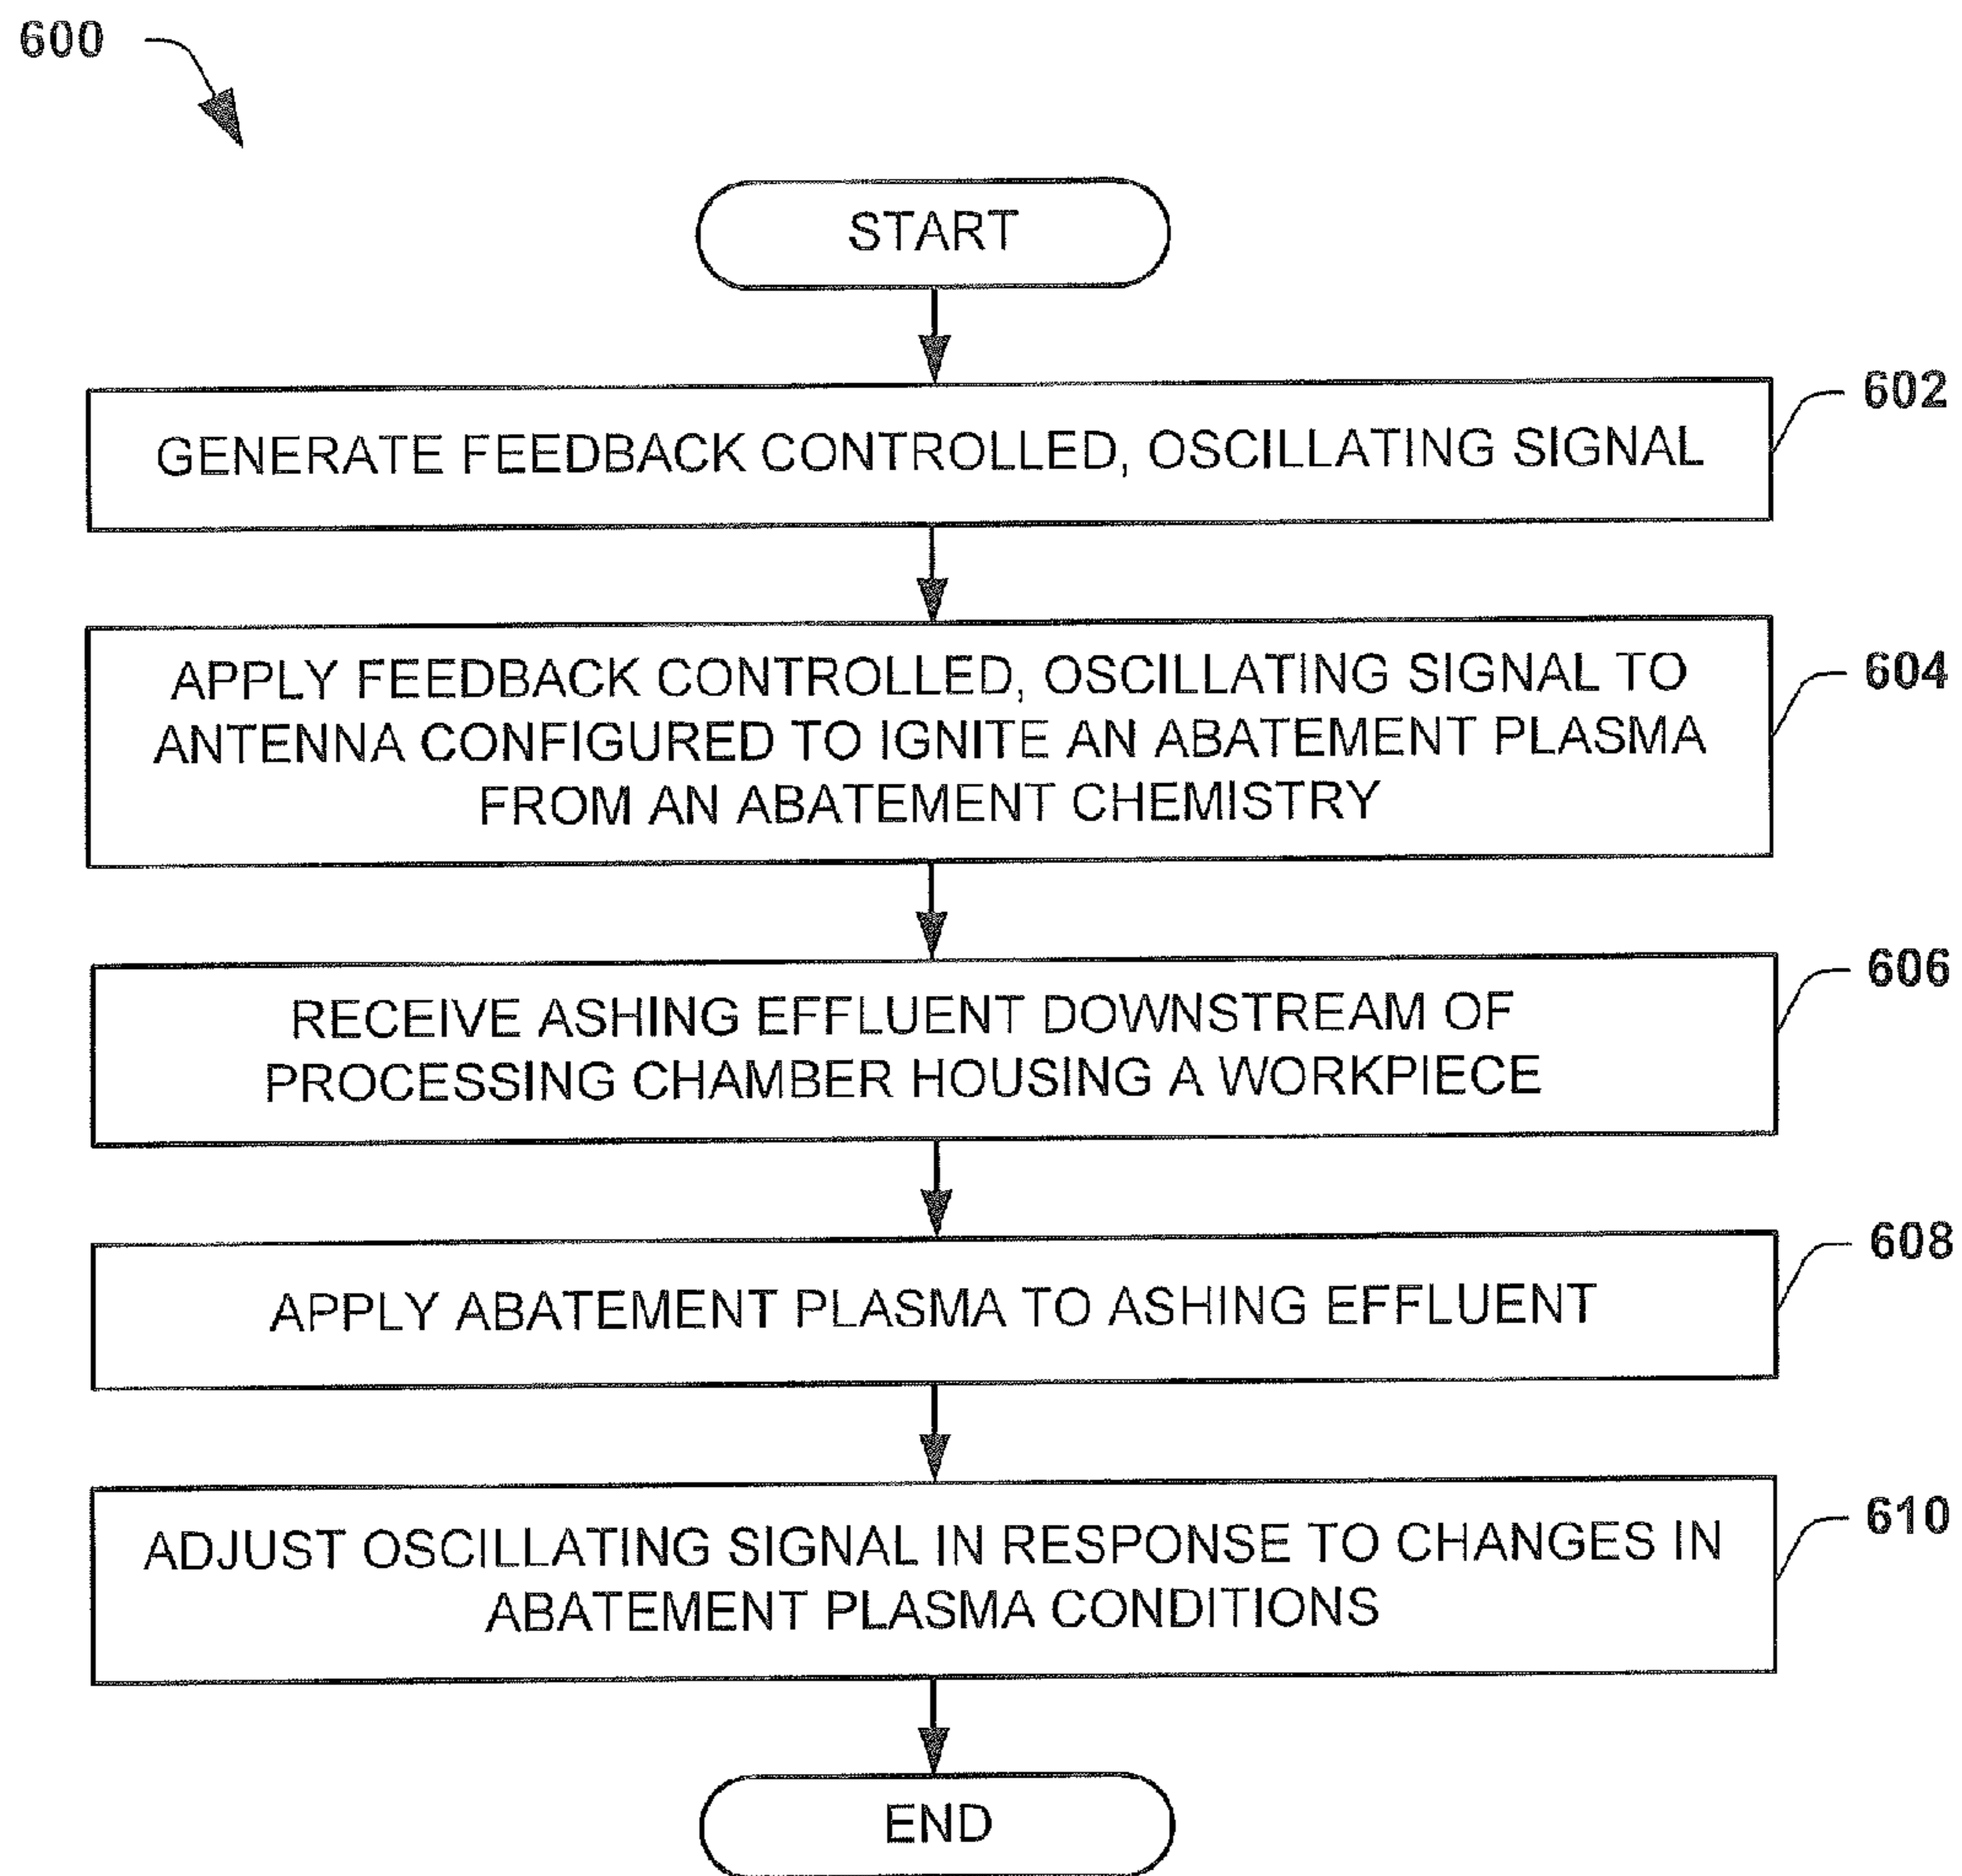 600
START
GENERATE FEEDBACK CONTROLLED, OSCILLATING SIGNAL
602
APPLY FEEDBACK CONTROLLED, OSCILLATING SIGNAL TO
ANTENNA CONFIGURED TO IGNITE AN ABATEMENT PLASMA
FROM AN ABATEMENT CHEMISTRY
604
RECEIVE ASHING EFFLUENT DOWNSTREAM OF
PROCESSING CHAMBER HOUSING A WORKPIECE
606
APPLY ABATEMENT PLASMA TO ASHING EFFLUENT
608
ADJUST OSCILLATING SIGNAL IN RESPONSE TO CHANGES IN
ABATEMENT PLASMA CONDITIONS
610
END